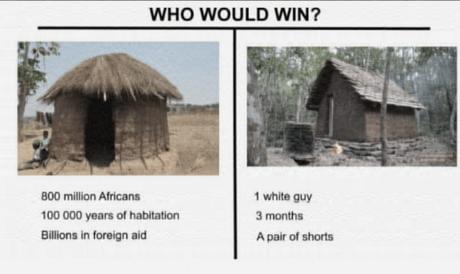 WHO WOULD WIN?
800 million Africans
100 000 years of habitation
Billions in foreign aid
1 white guy
3 months
A pair of shorts